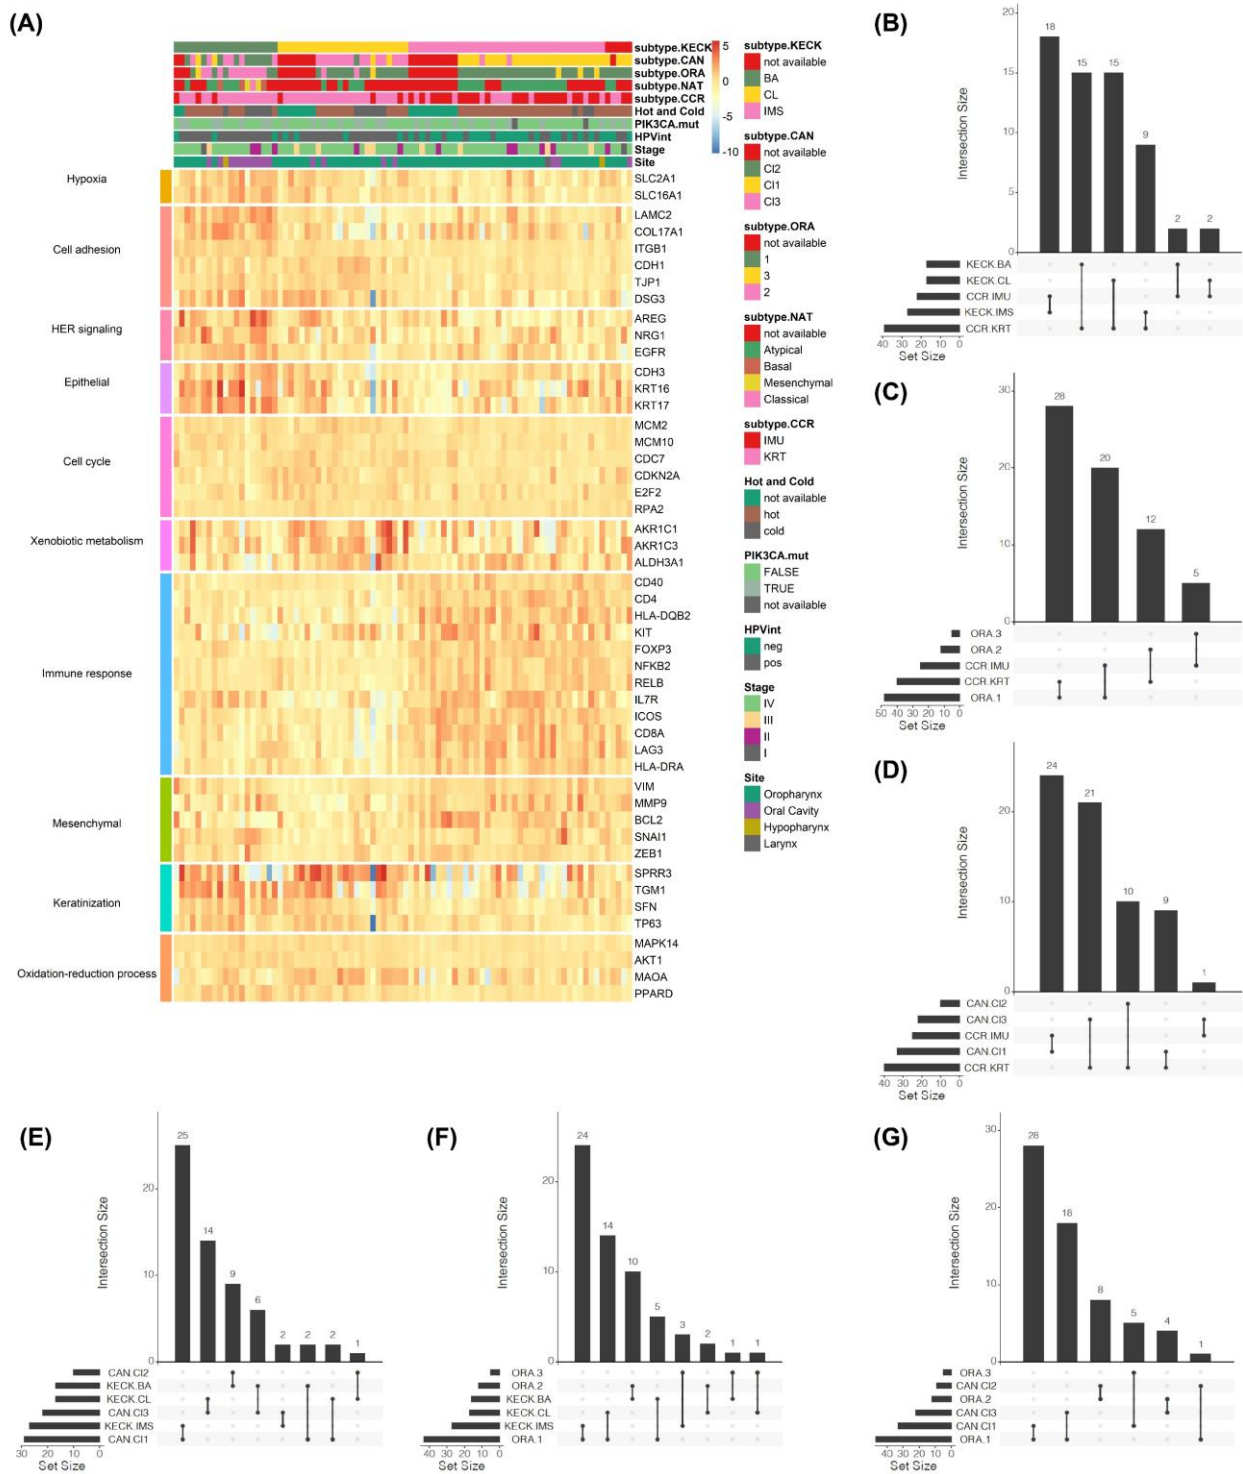 (A)
subtype.KECK
subtype.CAN
subtype.ORA
subtype.NAT
subtype.CCR
Hot and Cold
PIK3CA.mut
HPVint
Stage
Site
5
0
-5
-10
Hypoxia
SLC2A1
SLC16A1
Cell adhesion
LAMC2
COL17A1
ITGB1
CDH1
TJP1
DSG3
HER signaling
AREG
NRG1
EGFR
Epithelial
CDH3
KRT16
KRT17
Cell cycle
MCM2
MCM10
CDC7
CDKN2A
E2F2
RPA2
Xenobiotic metabolism
AKR1C1
AKR1C3
ALDH3A1
Immune response
CD40
CD4
HLA-DQB2
KIT
FOXP3
NFKB2
RELB
IL7R
ICOS
CD8A
LAG3
HLA-DRA
Mesenchymal
VIM
MMP9
BCL2
SNAI1
ZEB1
Keratinization
SPRR3
TGM1
SFN
TP63
Oxidation-reduction process
MAPK14
AKT1
MAOA
PPARD
subtype.KECK
not available
BA
CL
IMS
subtype.CAN
not available
Cl2
Cl1
Cl3
subtype.ORA
not available
1
3
2
subtype.NAT
not available
Atypical
Basal
Mesenchymal
Classical
subtype.CCR
IMU
KRT
Hot and Cold
not available
hot
cold
PIK3CA.mut
FALSE
TRUE
not available
HPVint
neg
pos
Stage
IV
III
II
I
Site
Oropharynx
Oral Cavity
Hypopharynx
Larynx
(B)
Intersection Size
20
15
10
5
0
18
15
15
9
2
2
KECK.BA
KECK.CL
CCR.IMU
KECK.IMS
CCR.KRT
40 30 20 10 0
Set Size
(C)
Intersection Size
30
20
10
0
28
20
12
5
ORA.3
ORA.2
CCR.IMU
CCR.KRT
ORA.1
50 40 30 20 10 0
Set Size
(D)
Intersection Size
20
10
0
24
21
10
9
1
CAN.Cl2
CAN.Cl3
CCR.IMU
CAN.Cl1
CCR.KRT
40 30 20 10 0
Set Size
(E)
Intersection Size
20
10
0
25
14
9
6
2
2
2
1
CAN.Cl2
KECK.BA
KECK.CL
CAN.Cl3
KECK.IMS
CAN.Cl1
30 20 10 0
Set Size
(F)
Intersection Size
20
10
0
24
14
10
5
3
2
1
1
ORA.3
ORA.2
KECK.BA
KECK.CL
KECK.IMS
ORA.1
40 30 20 10 0
Set Size
(G)
Intersection Size
30
20
10
0
28
18
8
5
4
1
ORA.3
CAN.Cl2
ORA.2
CAN.Cl3
CAN.Cl1
ORA.1
40 30 20 10 0
Set Size